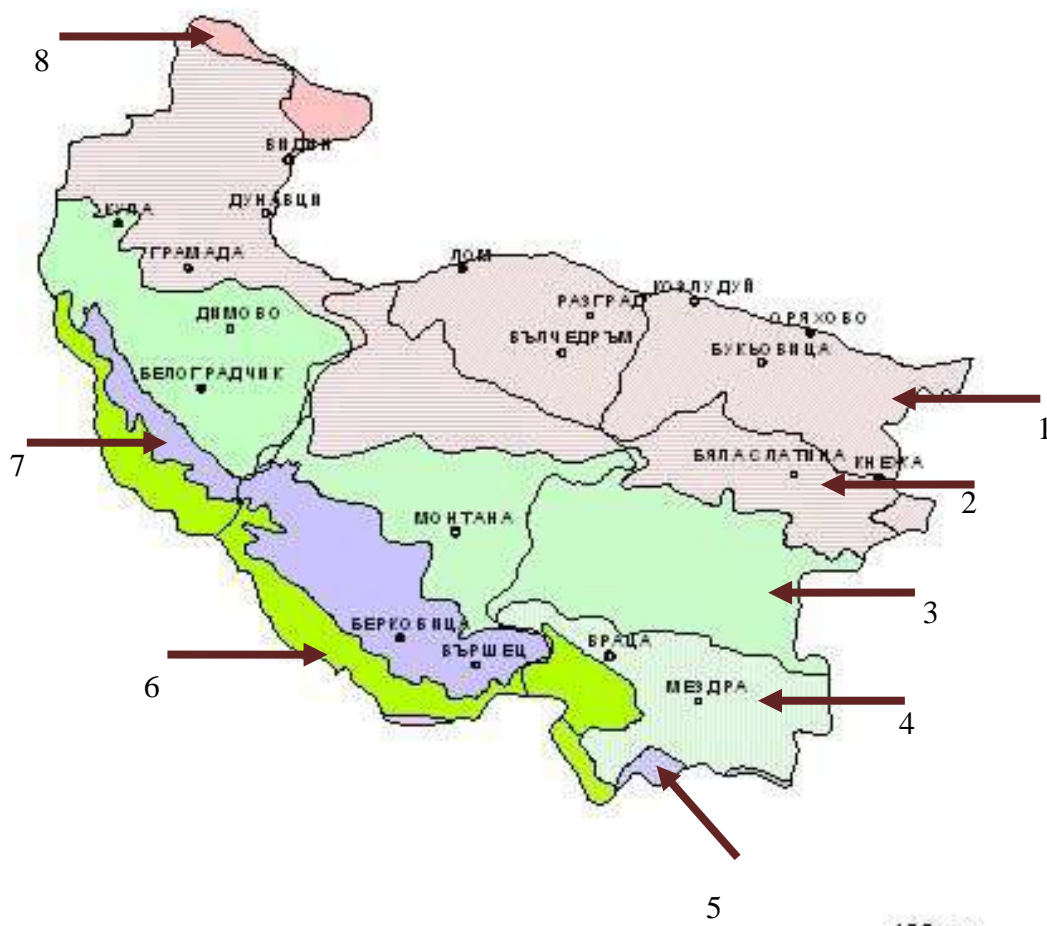 8
ВИДИН
КУЛА
ДУНАВЦИ
ГРАМАДА
ЛОМ
КОЗЛУДУЙ
РАЗГРАД
ОРЯХОВО
ДИМОВО
ВЪЛЧЕДРЪМ
БУКЬОВИЦА
БЕЛОГРАДЧИК
1
7
БЯЛА СЛАТИНА
КНЕЖА
2
МОНТАНА
3
БЕРКОВИЦА
ВРАЦА
ВЪРШЕЦ
6
МЕЗДРА
4
5